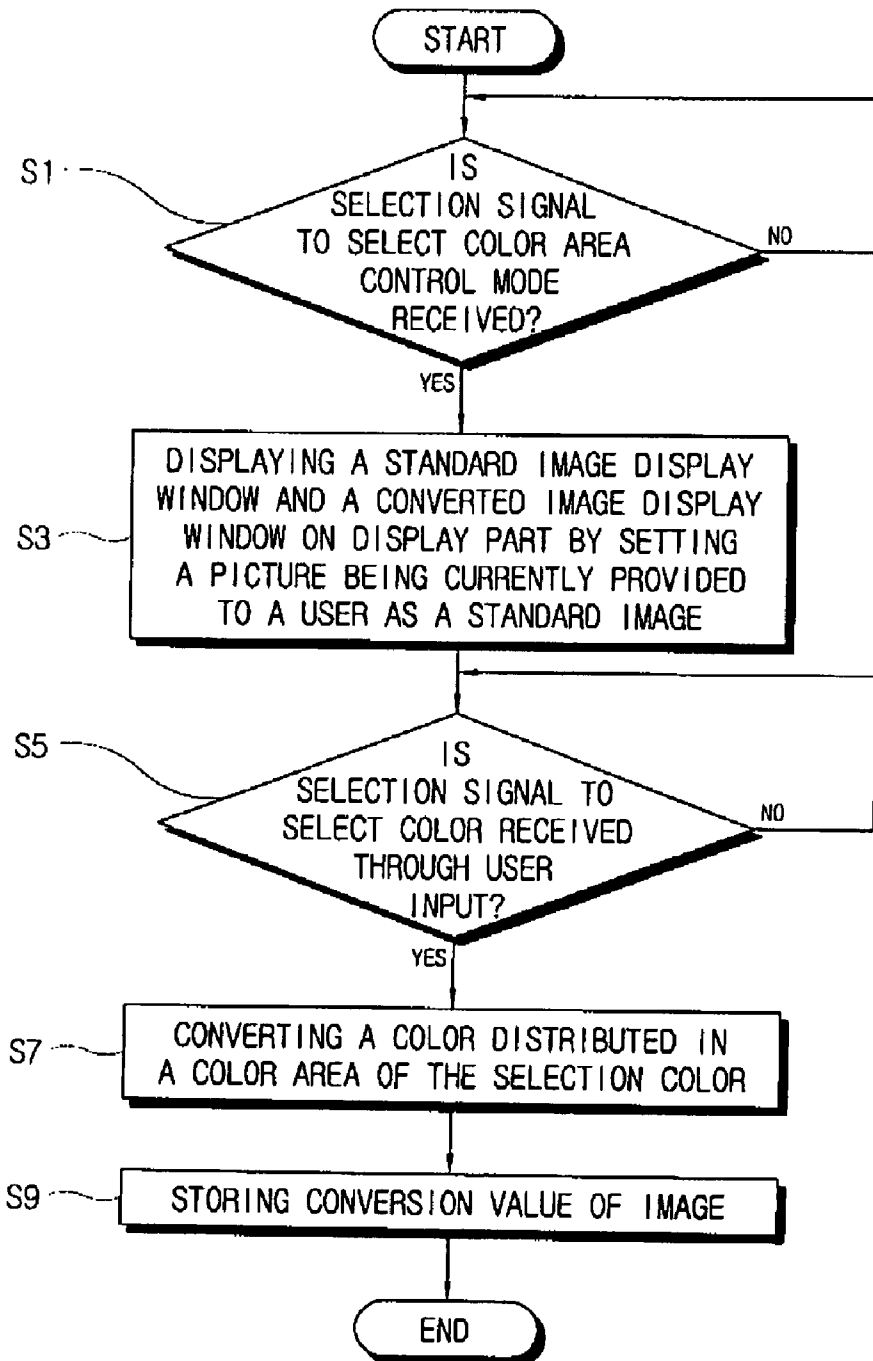 START
S1
IS
SELECTION SIGNAL
TO SELECT COLOR AREA
CONTROL MODE
RECEIVED?
NO
YES
S3
DISPLAYING A STANDARD IMAGE DISPLAY
WINDOW AND A CONVERTED IMAGE DISPLAY
WINDOW ON DISPLAY PART BY SETTING
A PICTURE BEING CURRENTLY PROVIDED
TO A USER AS A STANDARD IMAGE
S5
IS
SELECTION SIGNAL TO
SELECT COLOR RECEIVED
THROUGH USER
INPUT?
NO
YES
S7
CONVERTING A COLOR DISTRIBUTED IN
A COLOR AREA OF THE SELECTION COLOR
S9
STORING CONVERSION VALUE OF IMAGE
END